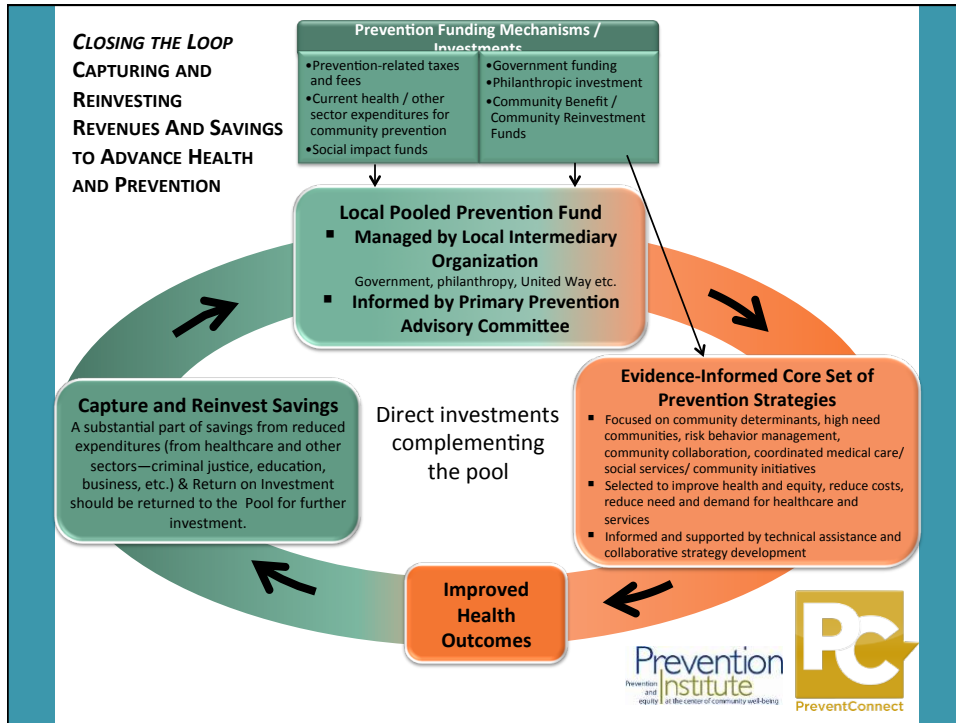 CLOSING THE LOOP
CAPTURING AND
REINVESTING
REVENUES AND SAVINGS
TO ADVANCE HEALTH
AND PREVENTION
Prevention Funding Mechanisms /
Investments
•Prevention-related taxes
and fees
•Current health / other
sector expenditures for
community prevention
•Social impact funds
•Government funding
•Philanthropic investment
•Community Benefit /
Community Reinvestment
Funds
Local Pooled Prevention Fund
▪ Managed by Local Intermediary
Organization
Government, philanthropy, United Way etc.
▪ Informed by Primary Prevention
Advisory Committee
Evidence-Informed Core Set of
Prevention Strategies
▪ Focused on community determinants, high need
communities, risk behavior management,
community collaboration, coordinated medical care/
social services/ community initiatives
▪ Selected to improve health and equity, reduce costs,
reduce need and demand for healthcare and
services
▪ Informed and supported by technical assistance and
collaborative strategy development
Capture and Reinvest Savings
A substantial part of savings from reduced
expenditures (from healthcare and other
sectors—criminal justice, education,
business, etc.) & Return on Investment
should be returned to the Pool for further
investment.
Direct investments
complementing
the pool
Improved
Health
Outcomes
Prevention
Institute
Prevention
and
equity at the center of community well-being
PC
PreventConnect